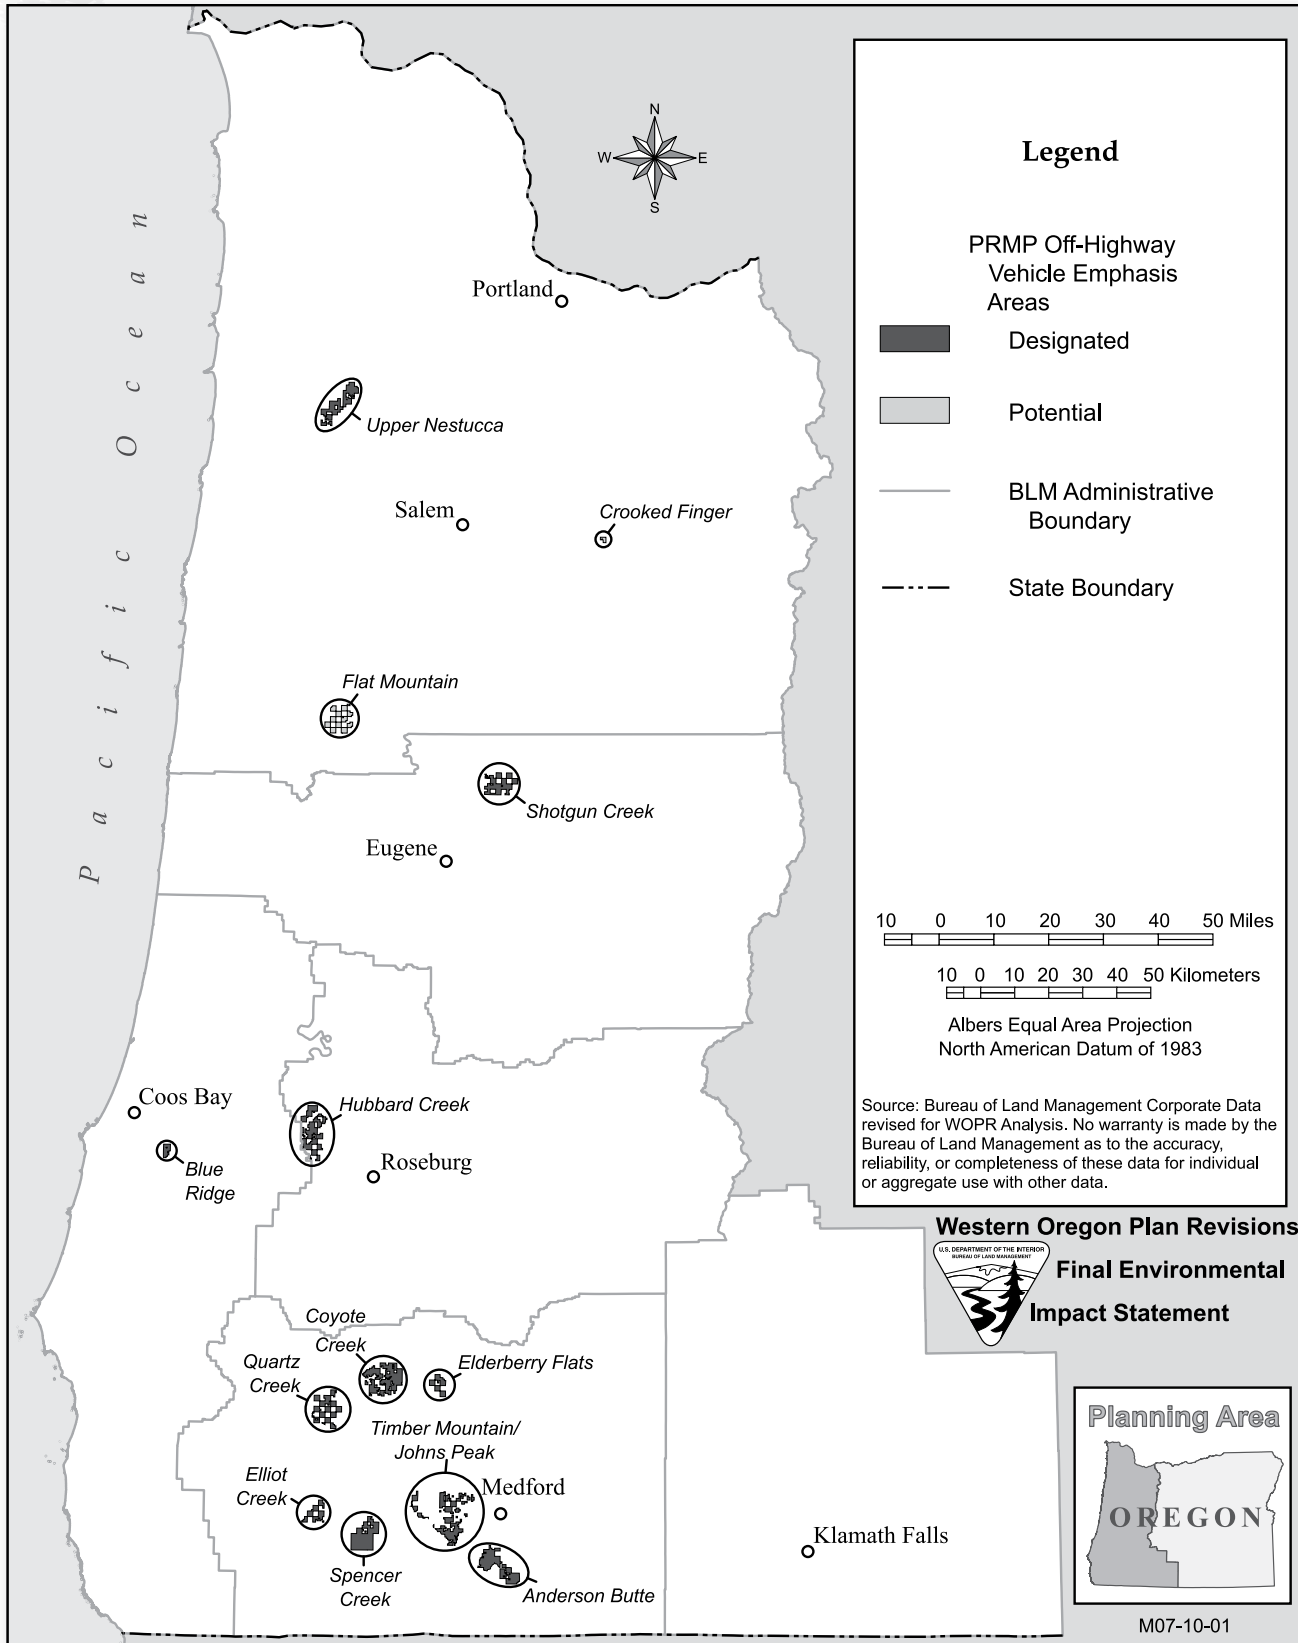 N
W E
S
Pacific Ocean
Portland
Upper Nestucca
Salem
Crooked Finger
Flat Mountain
Shotgun Creek
Eugene
Coos Bay
Hubbard Creek
Blue
Ridge
Roseburg
Coyote
Creek
Quartz
Creek
Elderberry Flats
Timber Mountain/
Johns Peak
Elliot
Creek
Medford
Spencer
Creek
Anderson Butte
Klamath Falls
Legend
PRMP Off-Highway
Vehicle Emphasis
Areas
Designated
Potential
BLM Administrative
Boundary
State Boundary
10 0 10 20 30 40 50 Miles
10 0 10 20 30 40 50 Kilometers
Albers Equal Area Projection
North American Datum of 1983
Source: Bureau of Land Management Corporate Data
revised for WOPR Analysis. No warranty is made by the
Bureau of Land Management as to the accuracy,
reliability, or completeness of these data for individual
or aggregate use with other data.
Western Oregon Plan Revisions
U.S. DEPARTMENT OF THE INTERIOR
BUREAU OF LAND MANAGEMENT
Final Environmental
Impact Statement
Planning Area
OREGON
M07-10-01